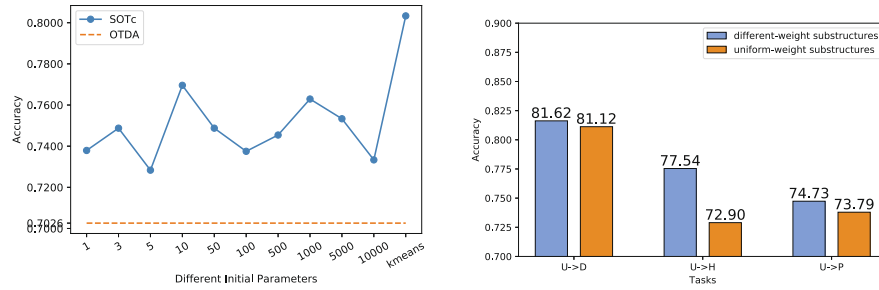 SOTc
OTDA
0.8000
0.7800
0.7600
0.7400
0.7200
0.7026
0.7000
Accuracy
1
3
5
10
50
100
500
1000
5000
10000
kmeans
Different Initial Parameters
different-weight substructures
uniform-weight substructures
0.900
0.875
0.850
0.825
0.800
0.775
0.750
0.725
0.700
Accuracy
81.62
81.12
77.54
72.90
74.73
73.79
U->D
U->H
U->P
Tasks